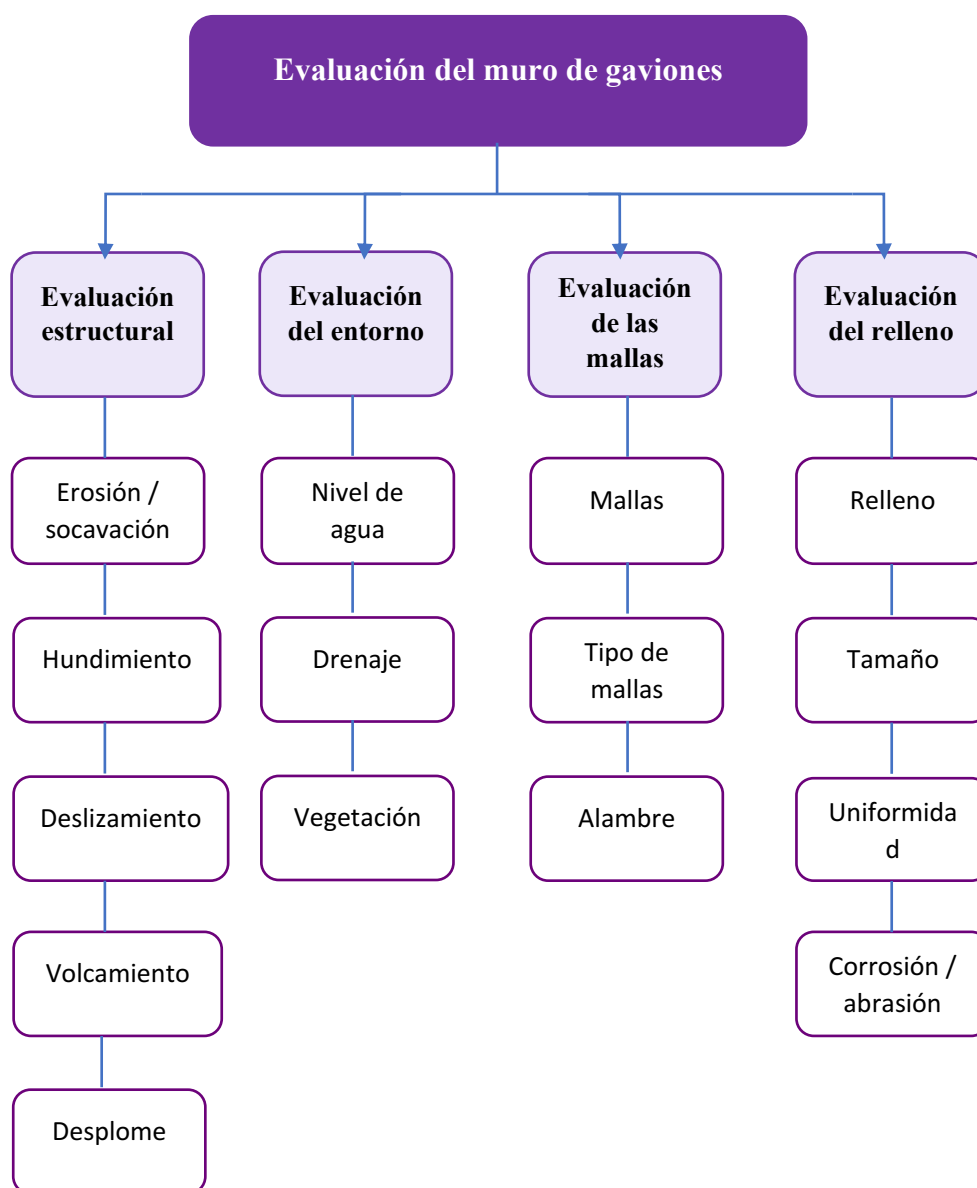 Evaluación del muro de gaviones
Evaluación
estructural
Erosión /
socavación
Hundimiento
Deslizamiento
Volcamiento
Desplome
Evaluación
del entorno
Nivel de
agua
Drenaje
Vegetación
Evaluación
de las
mallas
Mallas
Tipo de
mallas
Alambre
Evaluación
del relleno
Relleno
Tamaño
Uniformida
d
Corrosión /
abrasión